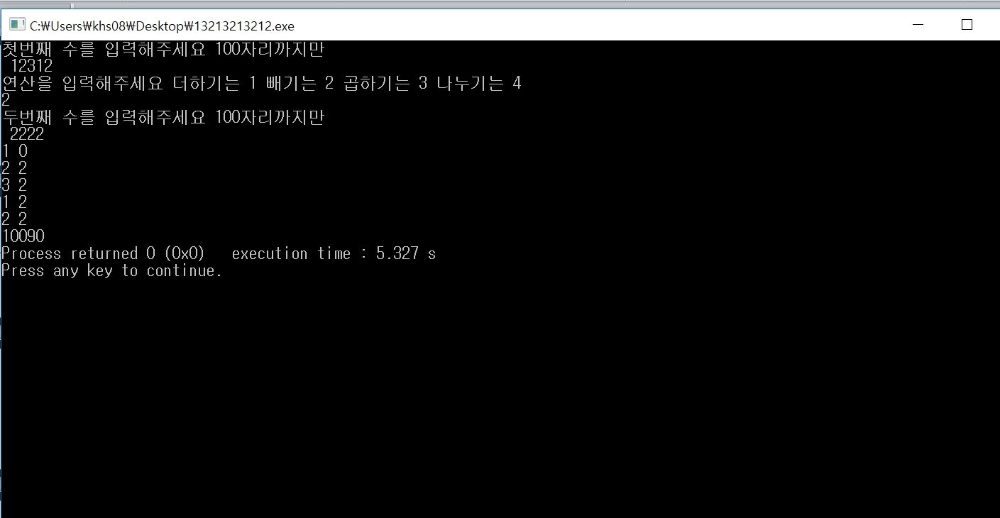 C:₩Users₩khs08₩Desktop₩13213213212.exe
첫번째 수를 입력해주세요 100자리까지만
12312
연산을 입력해주세요 더하기는 1 빼기는 2 곱하기는 3 나누기는 4
2
두번째 수를 입력해주세요 100자리까지만
2222
1 0
2 2
3 2
1 2
2 2
10090
Process returned 0 (0x0)   execution time : 5.327 s
Press any key to continue.